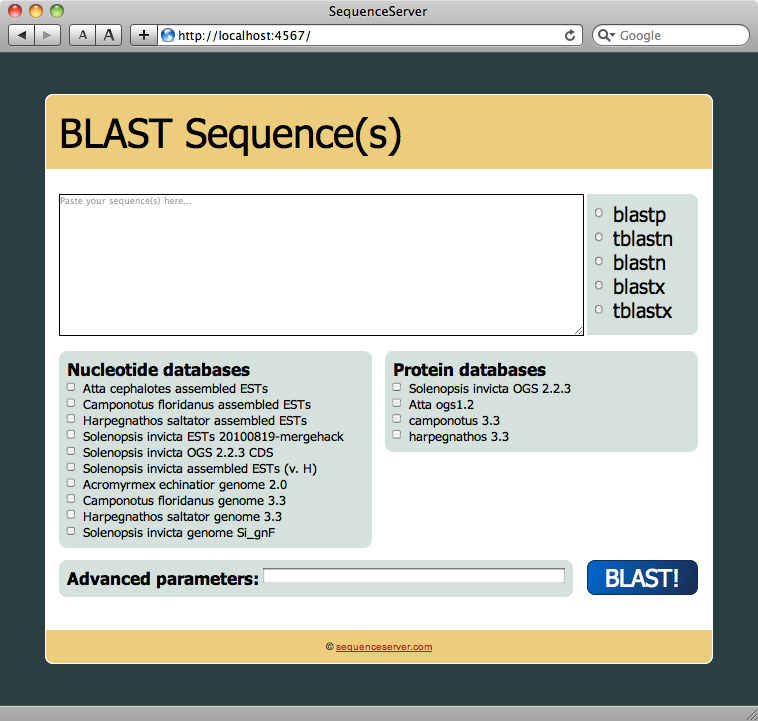 SequenceServer
A A + http://localhost:4567/ Google
BLAST Sequence(s)
Paste your sequence(s) here...
blastp
tblastn
blastn
blastx
tblastx
Nucleotide databases
Atta cephalotes assembled ESTs
Camponotus floridanus assembled ESTs
Harpegnathos saltator assembled ESTs
Solenopsis invicta ESTs 20100819-mergehack
Solenopsis invicta OGS 2.2.3 CDS
Solenopsis invicta assembled ESTs (v. H)
Acromyrmex echinatior genome 2.0
Camponotus floridanus genome 3.3
Harpegnathos saltator genome 3.3
Solenopsis invicta genome Si_gnF
Protein databases
Solenopsis invicta OGS 2.2.3
Atta ogs1.2
camponotus 3.3
harpegnathos 3.3
Advanced parameters:
BLAST!
© sequenceserver.com